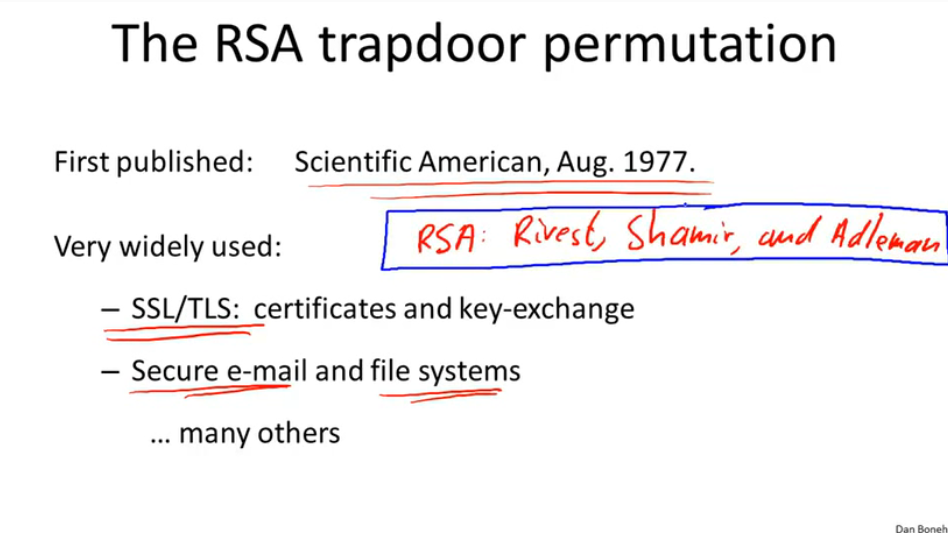 The RSA trapdoor permutation
First published: Scientific American, Aug. 1977.
RSA: Rivest, Shamir, and Adleman
Very widely used:
– SSL/TLS: certificates and key-exchange
– Secure e-mail and file systems
… many others
Dan Boneh